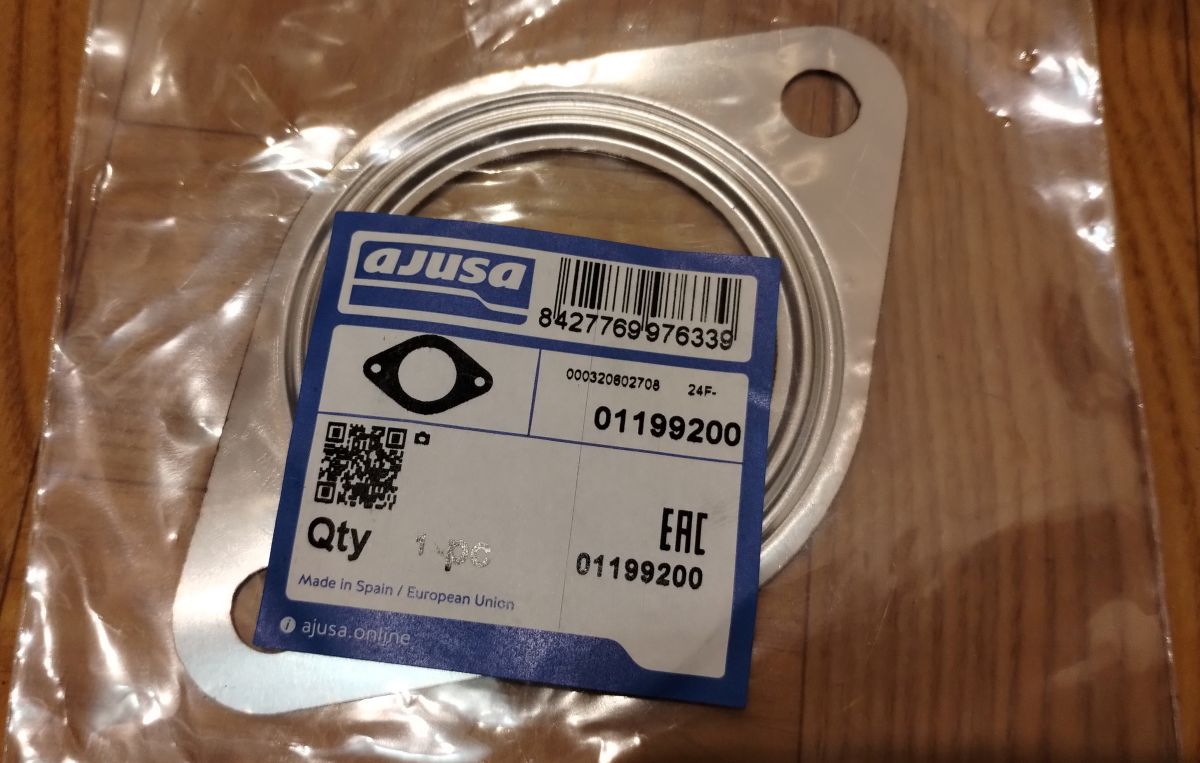 ajusa
8427769976339
000320602708 24F-
01199200
Qty 1 pc
EAC
01199200
Made in Spain / European Union
i ajusa.online